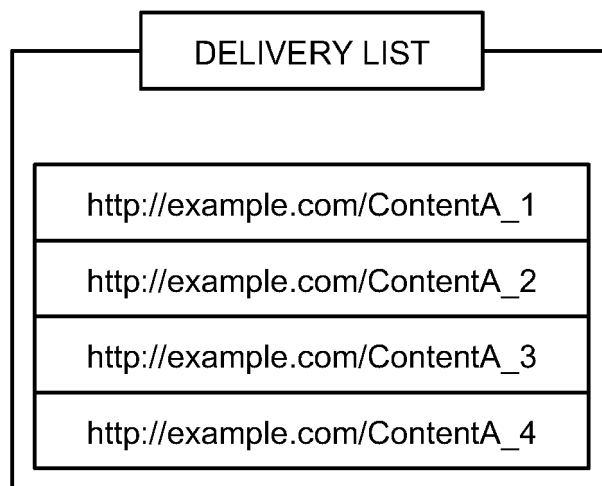 DELIVERY LIST
http://example.com/ContentA_1
http://example.com/ContentA_2
http://example.com/ContentA_3
http://example.com/ContentA_4